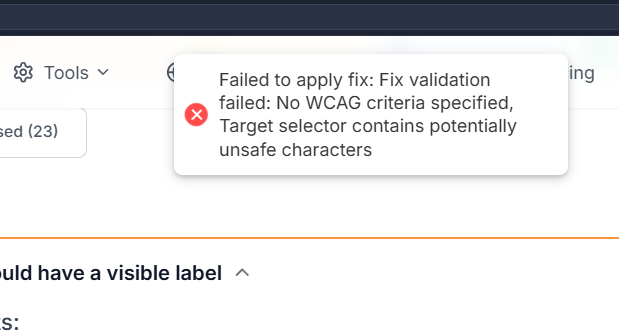 Tools
ing
Failed to apply fix: Fix validation
failed: No WCAG criteria specified,
Target selector contains potentially
unsafe characters
sed (23)
ould have a visible label
s: